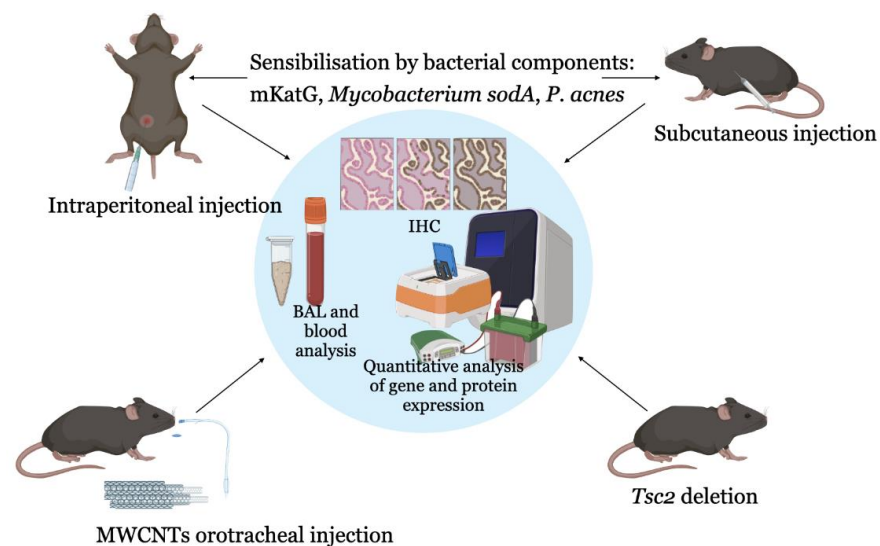 Sensibilisation by bacterial components:
mKatG, Mycobacterium sodA, P. acnes
Intraperitoneal injection
Subcutaneous injection
IHC
BAL and
blood
analysis
Quantitative analysis
of gene and protein
expression
MWCNTs orotracheal injection
Tsc2 deletion